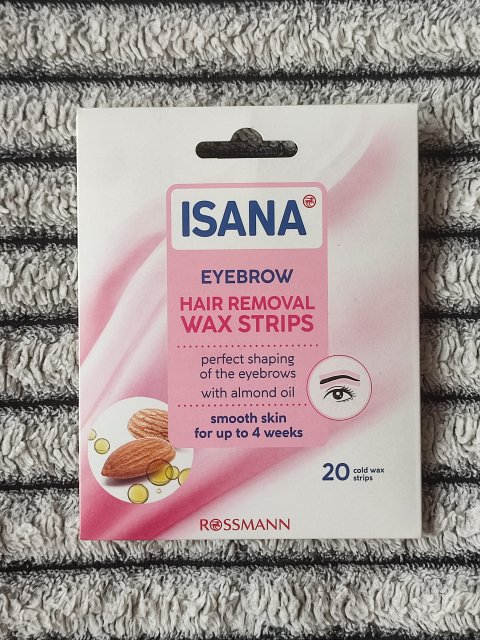 ISANA
EYEBROW
HAIR REMOVAL
WAX STRIPS
perfect shaping
of the eyebrows
with almond oil
smooth skin
for up to 4 weeks
20 cold wax
strips
ROSSMANN